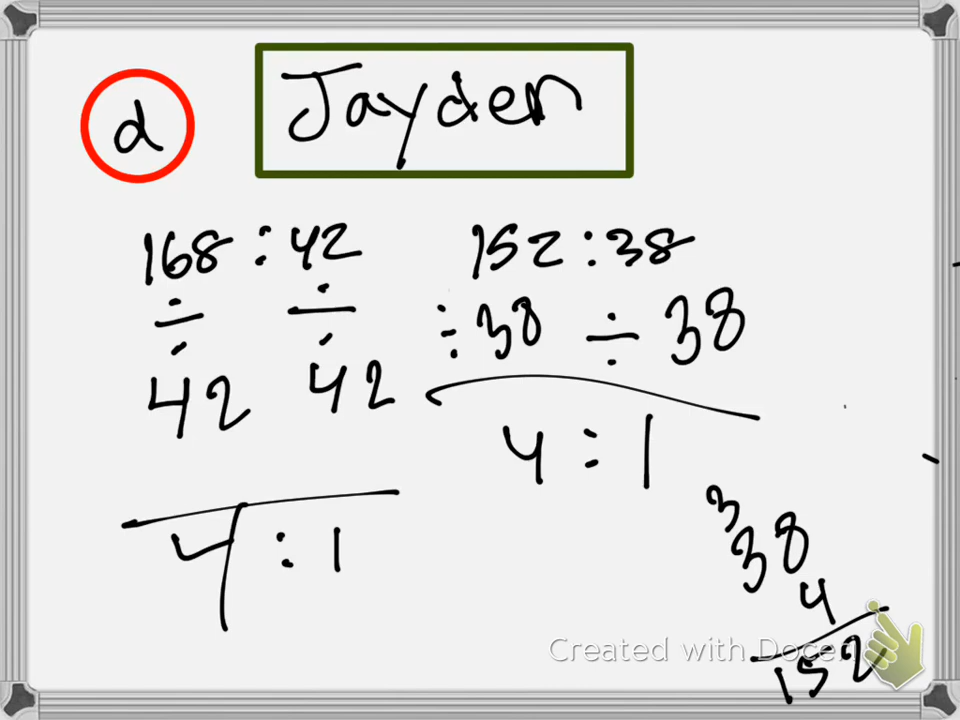 d
Jayden
168 : 42
÷ ÷
42 42
4 : 1
152 : 38
÷ 38 ÷ 38
4 : 1
3
38
4
152
Created with